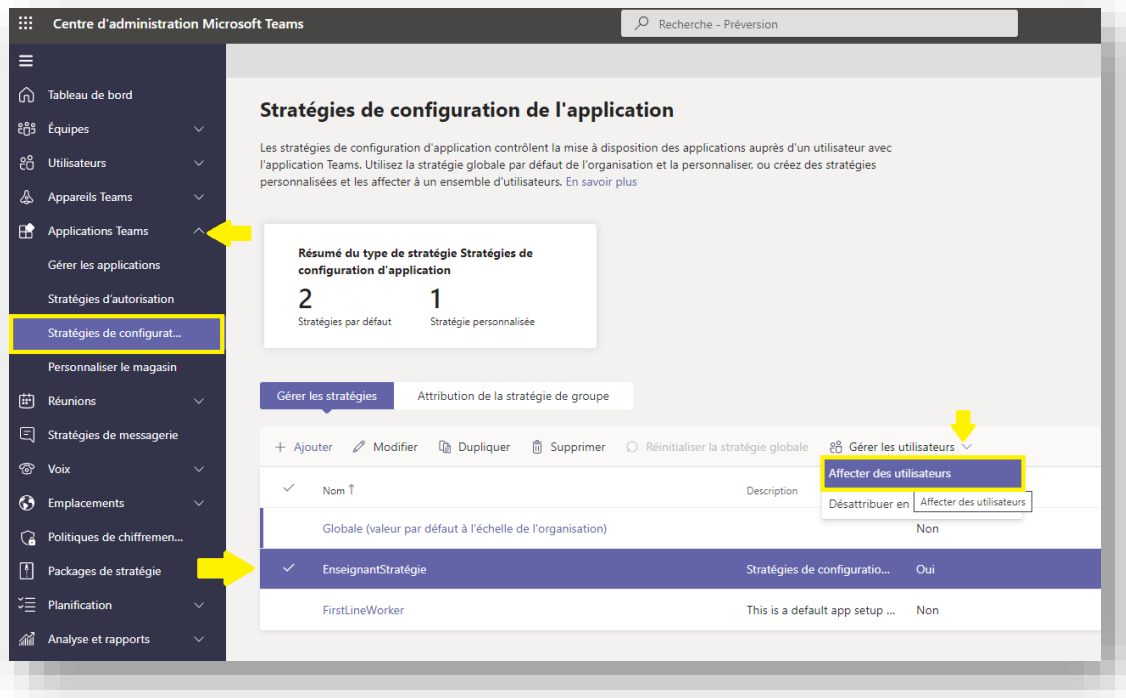 Centre d'administration Microsoft Teams
Recherche - Préversion
Tableau de bord
Équipes
Utilisateurs
Appareils Teams
Applications Teams
Gérer les applications
Stratégies d'autorisation
Stratégies de configurat...
Personnaliser le magasin
Réunions
Stratégies de messagerie
Voix
Emplacements
Politiques de chiffremen...
Packages de stratégie
Planification
Analyse et rapports
Stratégies de configuration de l'application
Les stratégies de configuration d'application contrôlent la mise à disposition des applications auprès d'un utilisateur avec
l'application Teams. Utilisez la stratégie globale par défaut de l'organisation et la personnaliser, ou créez des stratégies
personnalisées et les affecter à un ensemble d'utilisateurs. En savoir plus
Résumé du type de stratégie Stratégies de
configuration d'application
2 1
Stratégies par défaut Stratégie personnalisée
Gérer les stratégies Attribution de la stratégie de groupe
Ajouter Modifier Dupliquer Supprimer Réinitialiser la stratégie globale Gérer les utilisateurs
Affecter des utilisateurs
Désattribuer en
Affecter des utilisateurs
Nom Description
Globale (valeur par défaut à l'échelle de l'organisation) Non
EnseignantStratégie Stratégies de configuratio... Oui
FirstLineWorker This is a default app setup ... Non